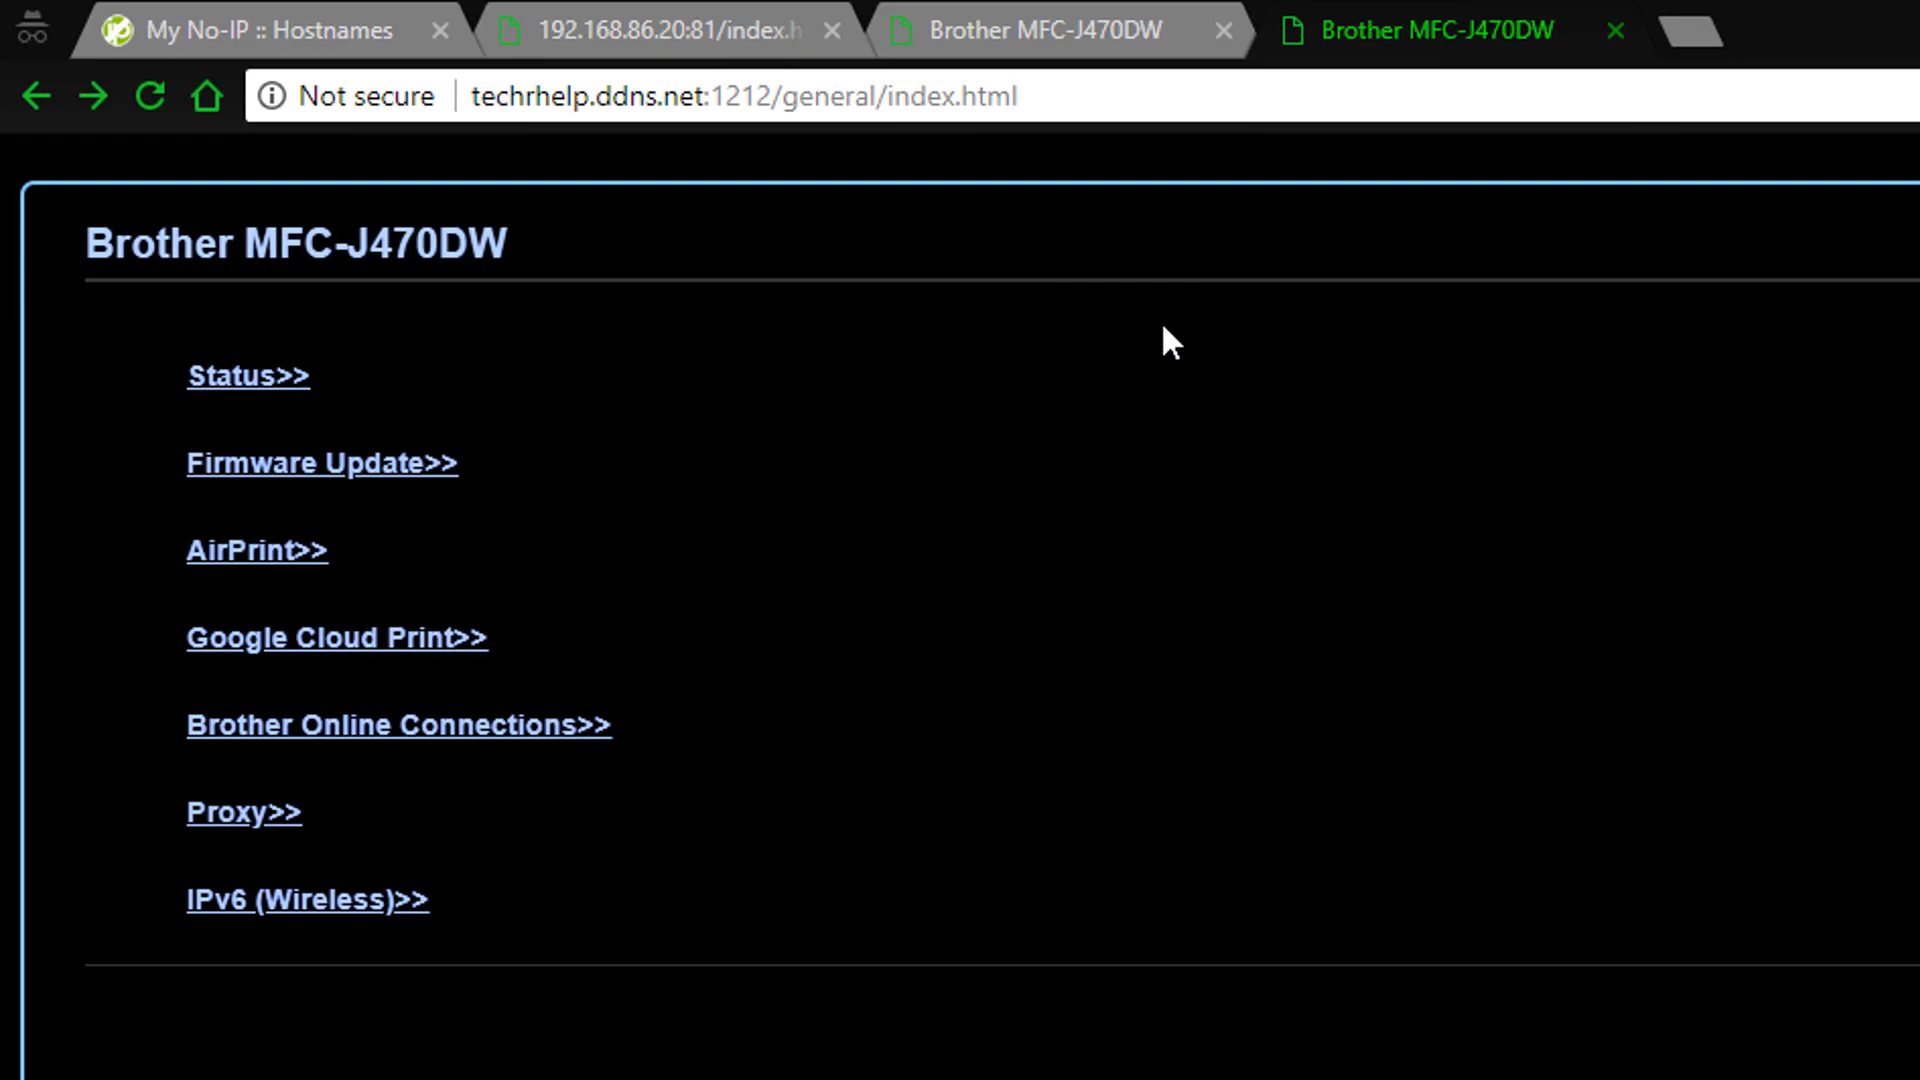 My No-IP :: Hostnames
192.168.86.20:81/index.h
Brother MFC-J470DW
Brother MFC-J470DW
Not secure
techrhelp.ddns.net:1212/general/index.html
Brother MFC-J470DW
Status>>
Firmware Update>>
AirPrint>>
Google Cloud Print>>
Brother Online Connections>>
Proxy>>
IPv6 (Wireless)>>